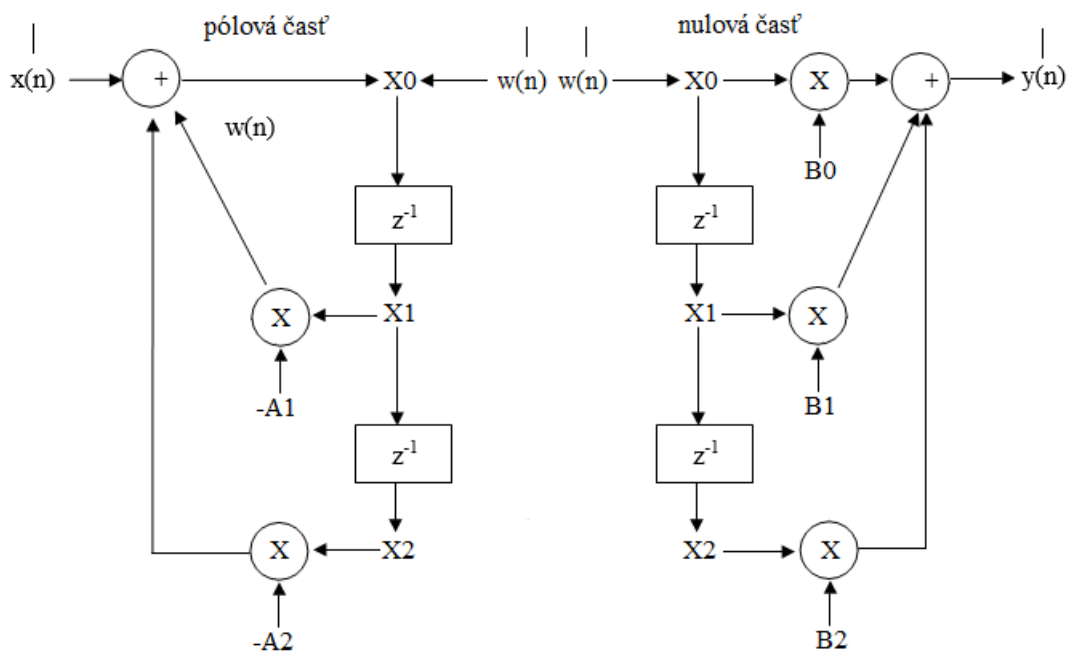 pólová časť
nulová časť
x(n)
+
X0
w(n)
w(n)
X0
X
+
y(n)
w(n)
B0
z-1
z-1
X
X1
X1
X
-A1
B1
z-1
z-1
X
X2
X2
X
-A2
B2